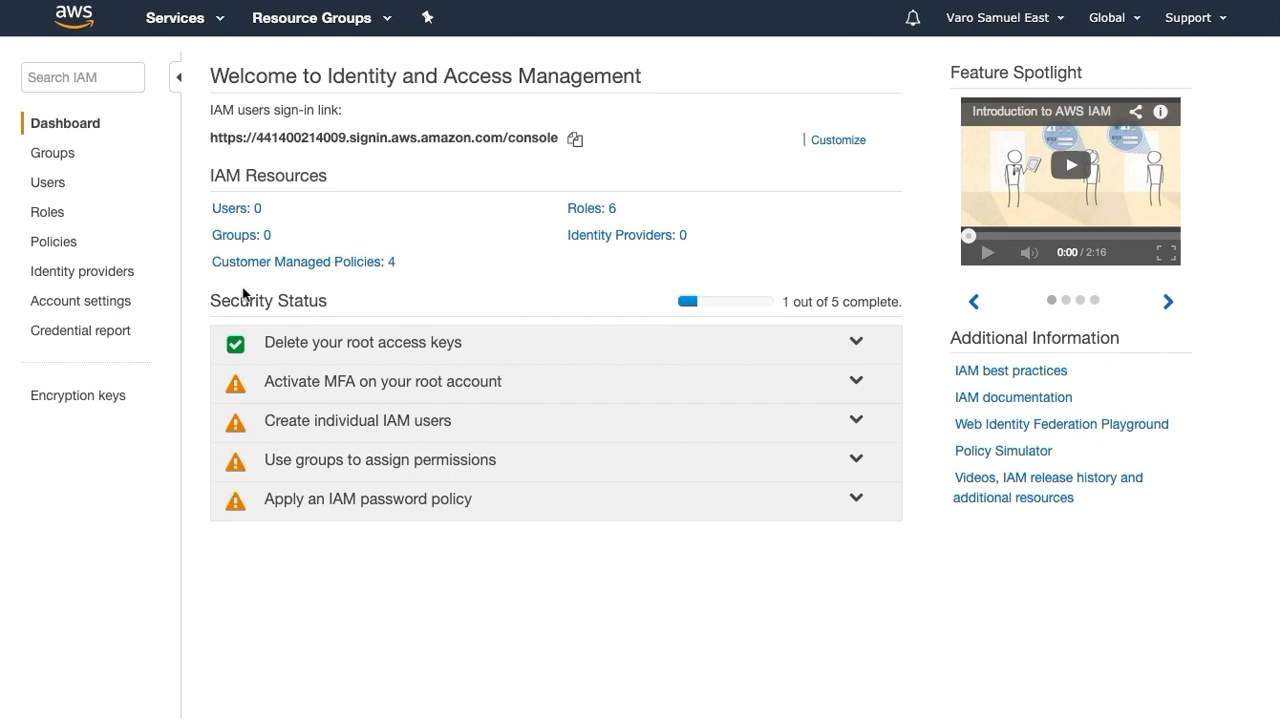 aws
Services
Resource Groups
Varo Samuel East
Global
Support
Search IAM
Dashboard
Groups
Users
Roles
Policies
Identity providers
Account settings
Credential report
Encryption keys
Welcome to Identity and Access Management
IAM users sign-in link:
https://441400214009.signin.aws.amazon.com/console
| Customize
IAM Resources
Users: 0
Roles: 6
Groups: 0
Identity Providers: 0
Customer Managed Policies: 4
Security Status
1 out of 5 complete.
Delete your root access keys
Activate MFA on your root account
Create individual IAM users
Use groups to assign permissions
Apply an IAM password policy
Feature Spotlight
Introduction to AWS IAM
0:00 / 2:16
Additional Information
IAM best practices
IAM documentation
Web Identity Federation Playground
Policy Simulator
Videos, IAM release history and
additional resources